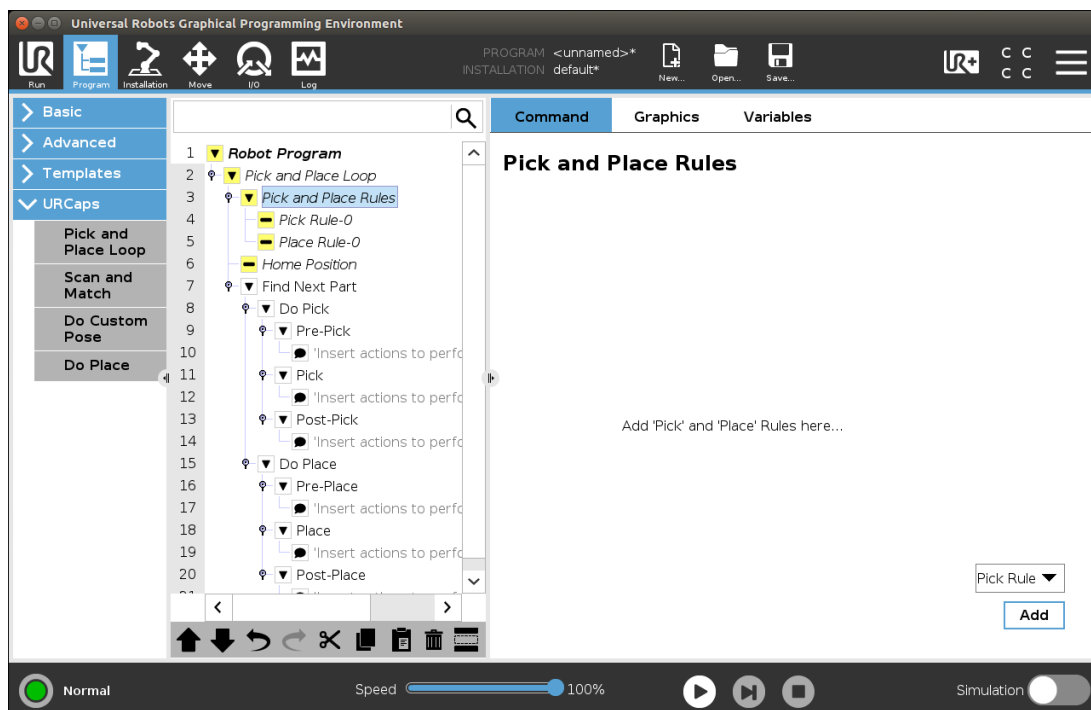 Universal Robots Graphical Programming Environment
Run
Program
Installation
Move
I/O
Log
PROGRAM <unnamed>*
INSTALLATION default*
New...
Open...
Save...
UR+
C C
C C
Basic
Advanced
Templates
URCaps
Pick and
Place Loop
Scan and
Match
Do Custom
Pose
Do Place
1 Robot Program
2 Pick and Place Loop
3 Pick and Place Rules
4 Pick Rule-0
5 Place Rule-0
6 Home Position
7 Find Next Part
8 Do Pick
9 Pre-Pick
10 'Insert actions to perfo
11 Pick
12 'Insert actions to perfo
13 Post-Pick
14 'Insert actions to perfo
15 Do Place
16 Pre-Place
17 'Insert actions to perfo
18 Place
19 'Insert actions to perfo
20 Post-Place
Command Graphics Variables
Pick and Place Rules
Add 'Pick' and 'Place' Rules here...
Pick Rule
Add
Normal
Speed
100%
Simulation